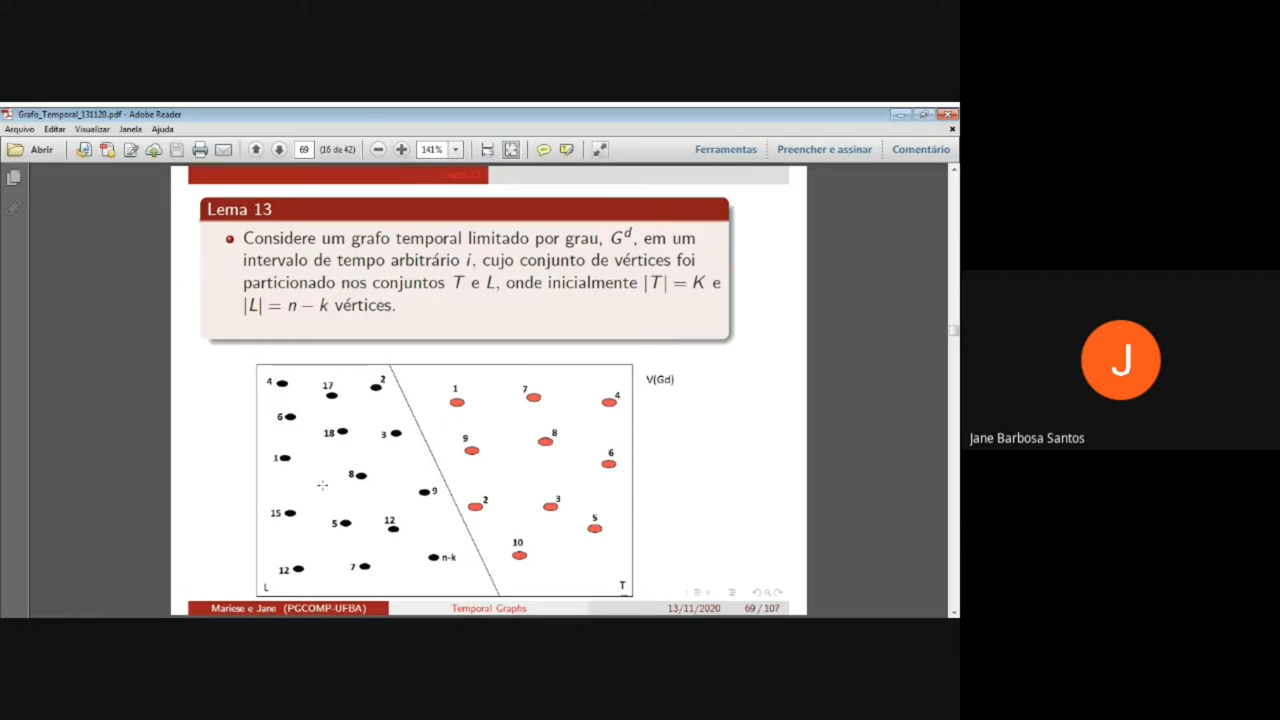 Grafo_Temporal_131120.pdf - Adobe Reader
Arquivo Editar Visualizar Janela Ajuda
Abrir 69 (16 de 42) 141% Ferramentas Preencher e assinar Comentário
Lema 13
Considere um grafo temporal limitado por grau, G^d, em um
intervalo de tempo arbitrário i, cujo conjunto de vértices foi
particionado nos conjuntos T e L, onde inicialmente |T| = K e
|L| = n − k vértices.
4 17 2 1 7 4 V(Gd)
6
18 3 9 8
1 8 9 6
15 5 12 2 3 5
10
12 7 n-k
L T
Mariese e Jane (PGCOMP-UFBA) Temporal Graphs 13/11/2020 69 / 107
J
Jane Barbosa Santos